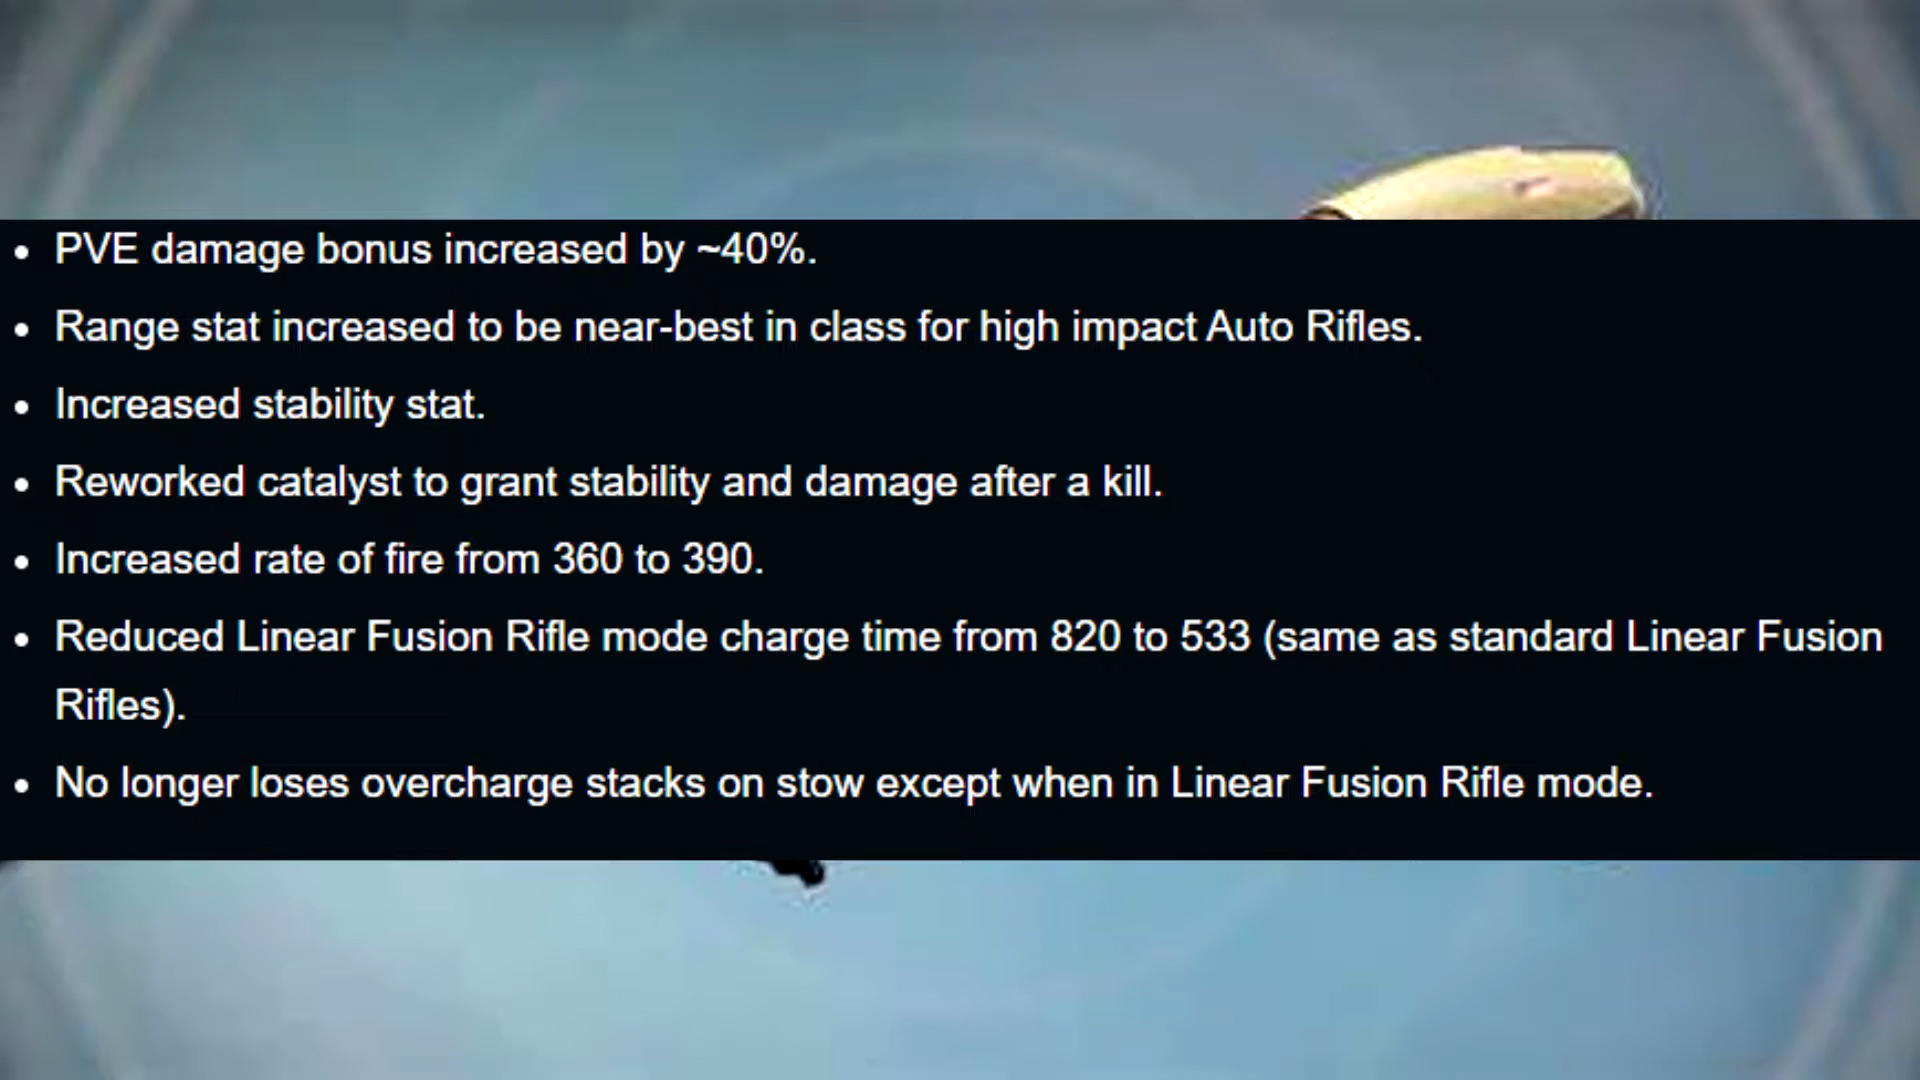 • PVE damage bonus increased by ~40%.
• Range stat increased to be near-best in class for high impact Auto Rifles.
• Increased stability stat.
• Reworked catalyst to grant stability and damage after a kill.
• Increased rate of fire from 360 to 390.
• Reduced Linear Fusion Rifle mode charge time from 820 to 533 (same as standard Linear Fusion
Rifles).
• No longer loses overcharge stacks on stow except when in Linear Fusion Rifle mode.